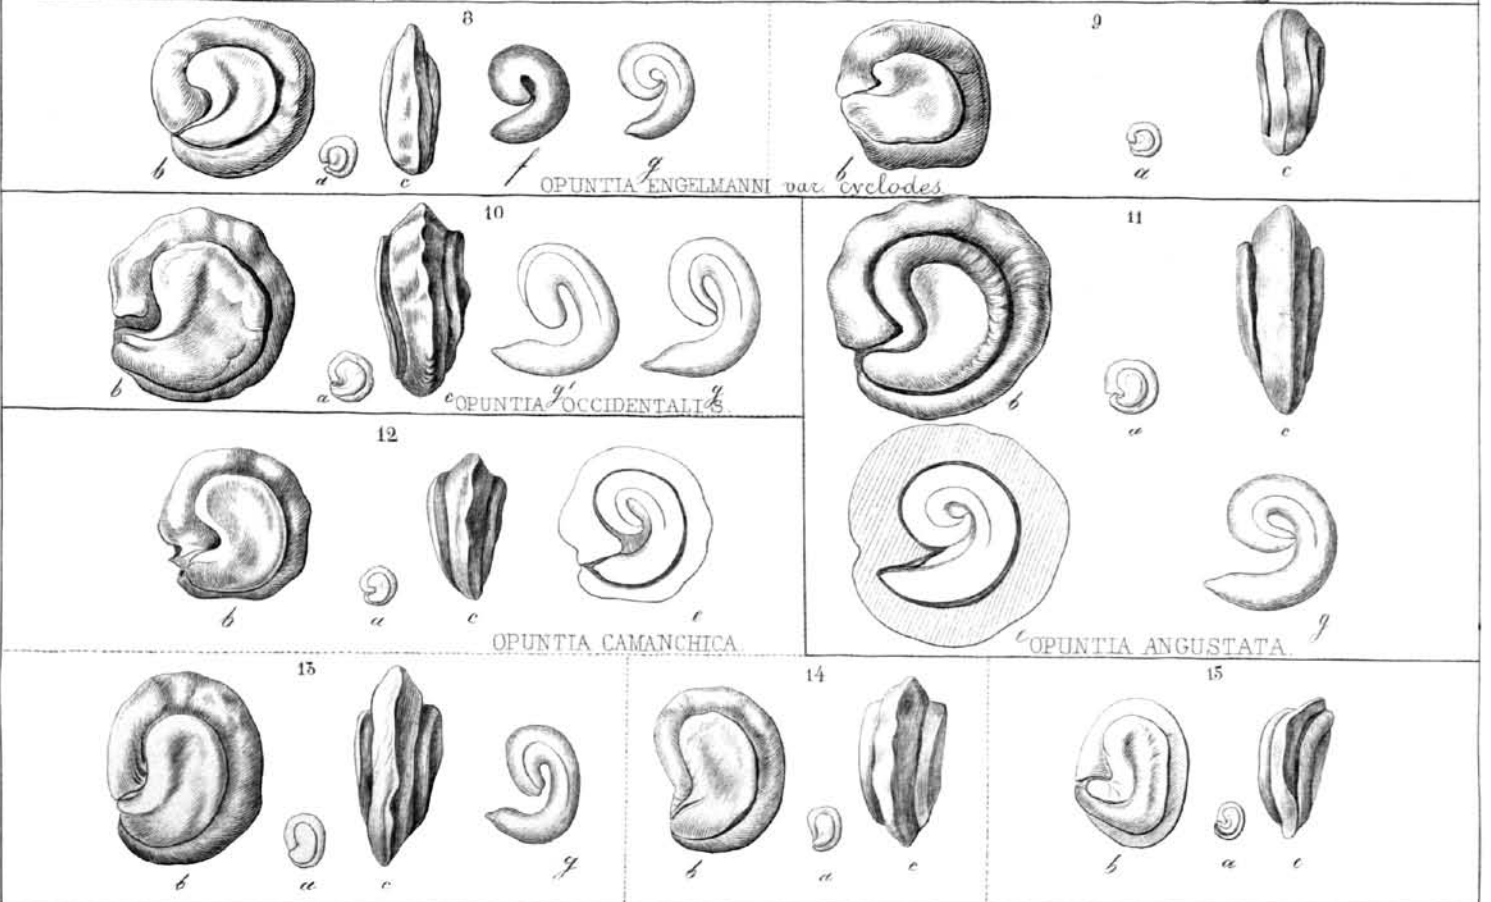 8
9
b a c f g
b a c
OPUNTIA ENGELMANNI var. cyclodes
10
11
b a c g' g
b a c
OPUNTIA OCCIDENTALIS.
12
b a c e
e g
OPUNTIA CAMANCHICA.
OPUNTIA ANGUSTATA.
13
14
15
b a c g
b a c
b a c